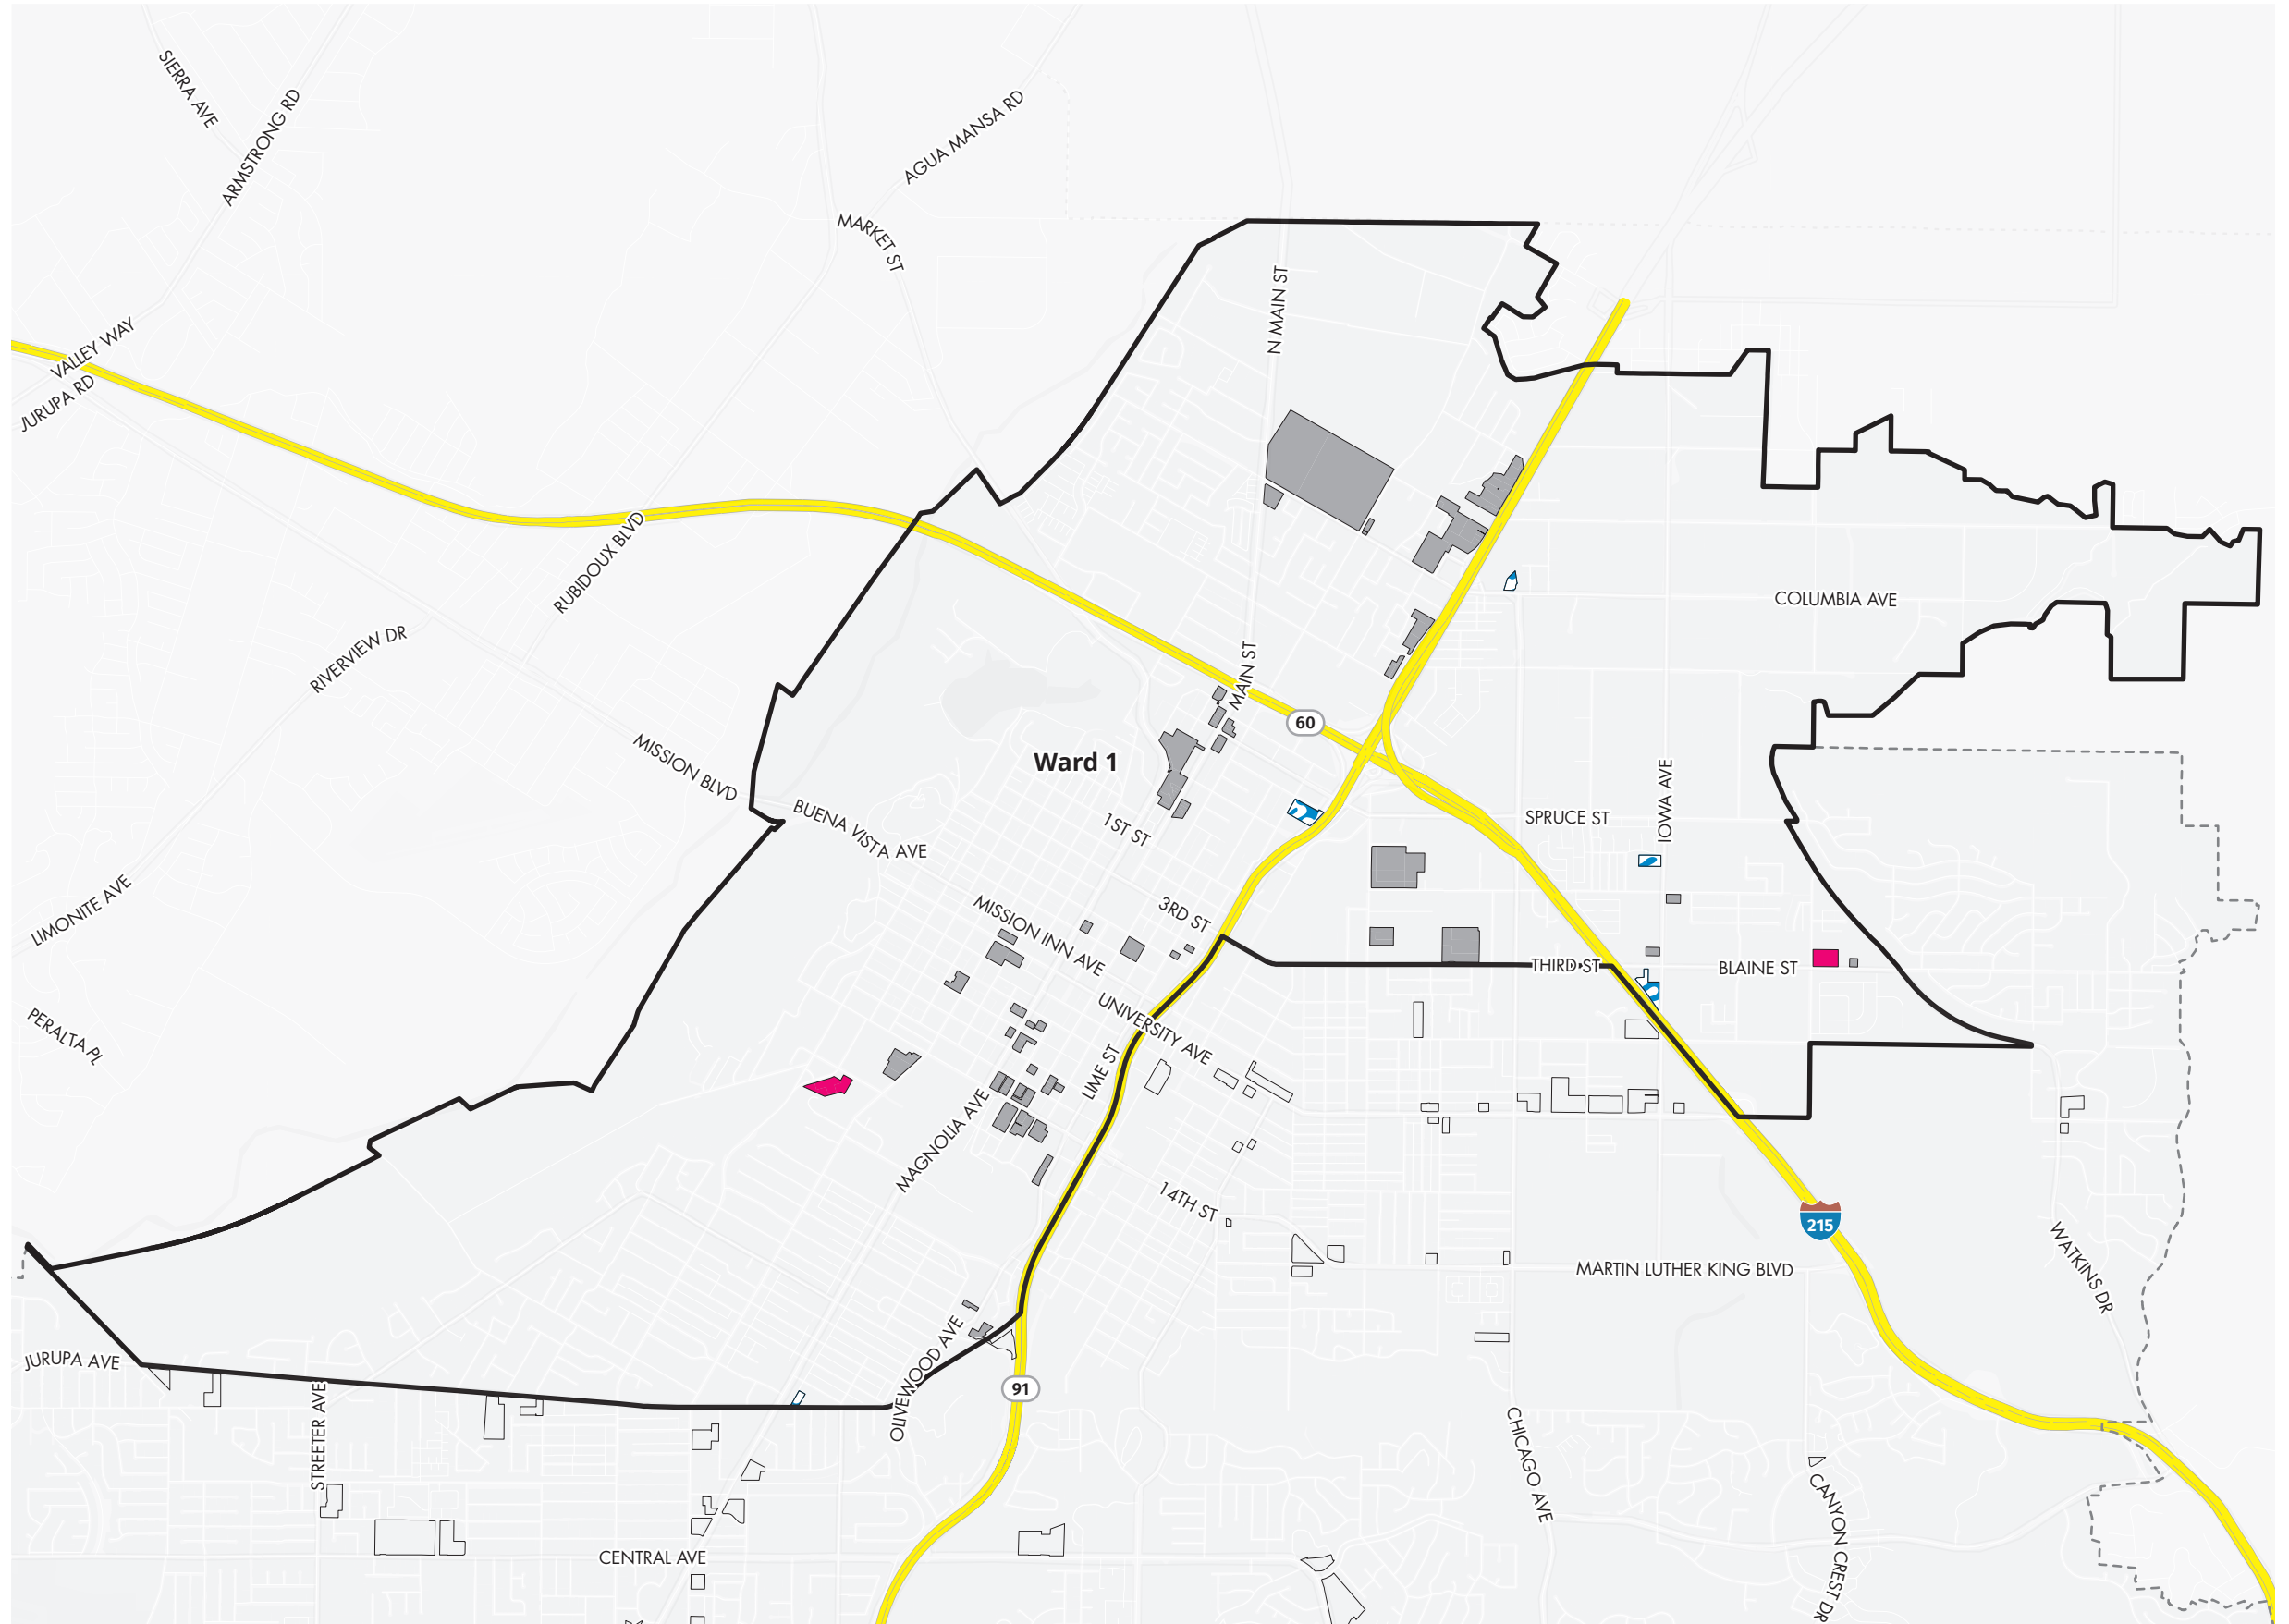 SIERRA AVE
ARMSTRONG RD
AGUA MANSA RD
MARKET ST
N MAIN ST
VALLEY WAY
JURUPA RD
RUBIDOUX BLVD
COLUMBIA AVE
RIVERVIEW DR
MAIN ST
60
MISSION BLVD
Ward 1
IOWA AVE
BUENA VISTA AVE
1ST ST
SPRUCE ST
LIMONITE AVE
MISSION INN AVE
3RD ST
THIRD ST
BLAINE ST
PERALTA PL
UNIVERSITY AVE
LIME ST
MAGNOLIA AVE
14TH ST
215
MARTIN LUTHER KING BLVD
WATKINS DR
JURUPA AVE
OLIVEWOOD AVE
91
STREETER AVE
CHICAGO AVE
CANYON CREST DR
CENTRAL AVE